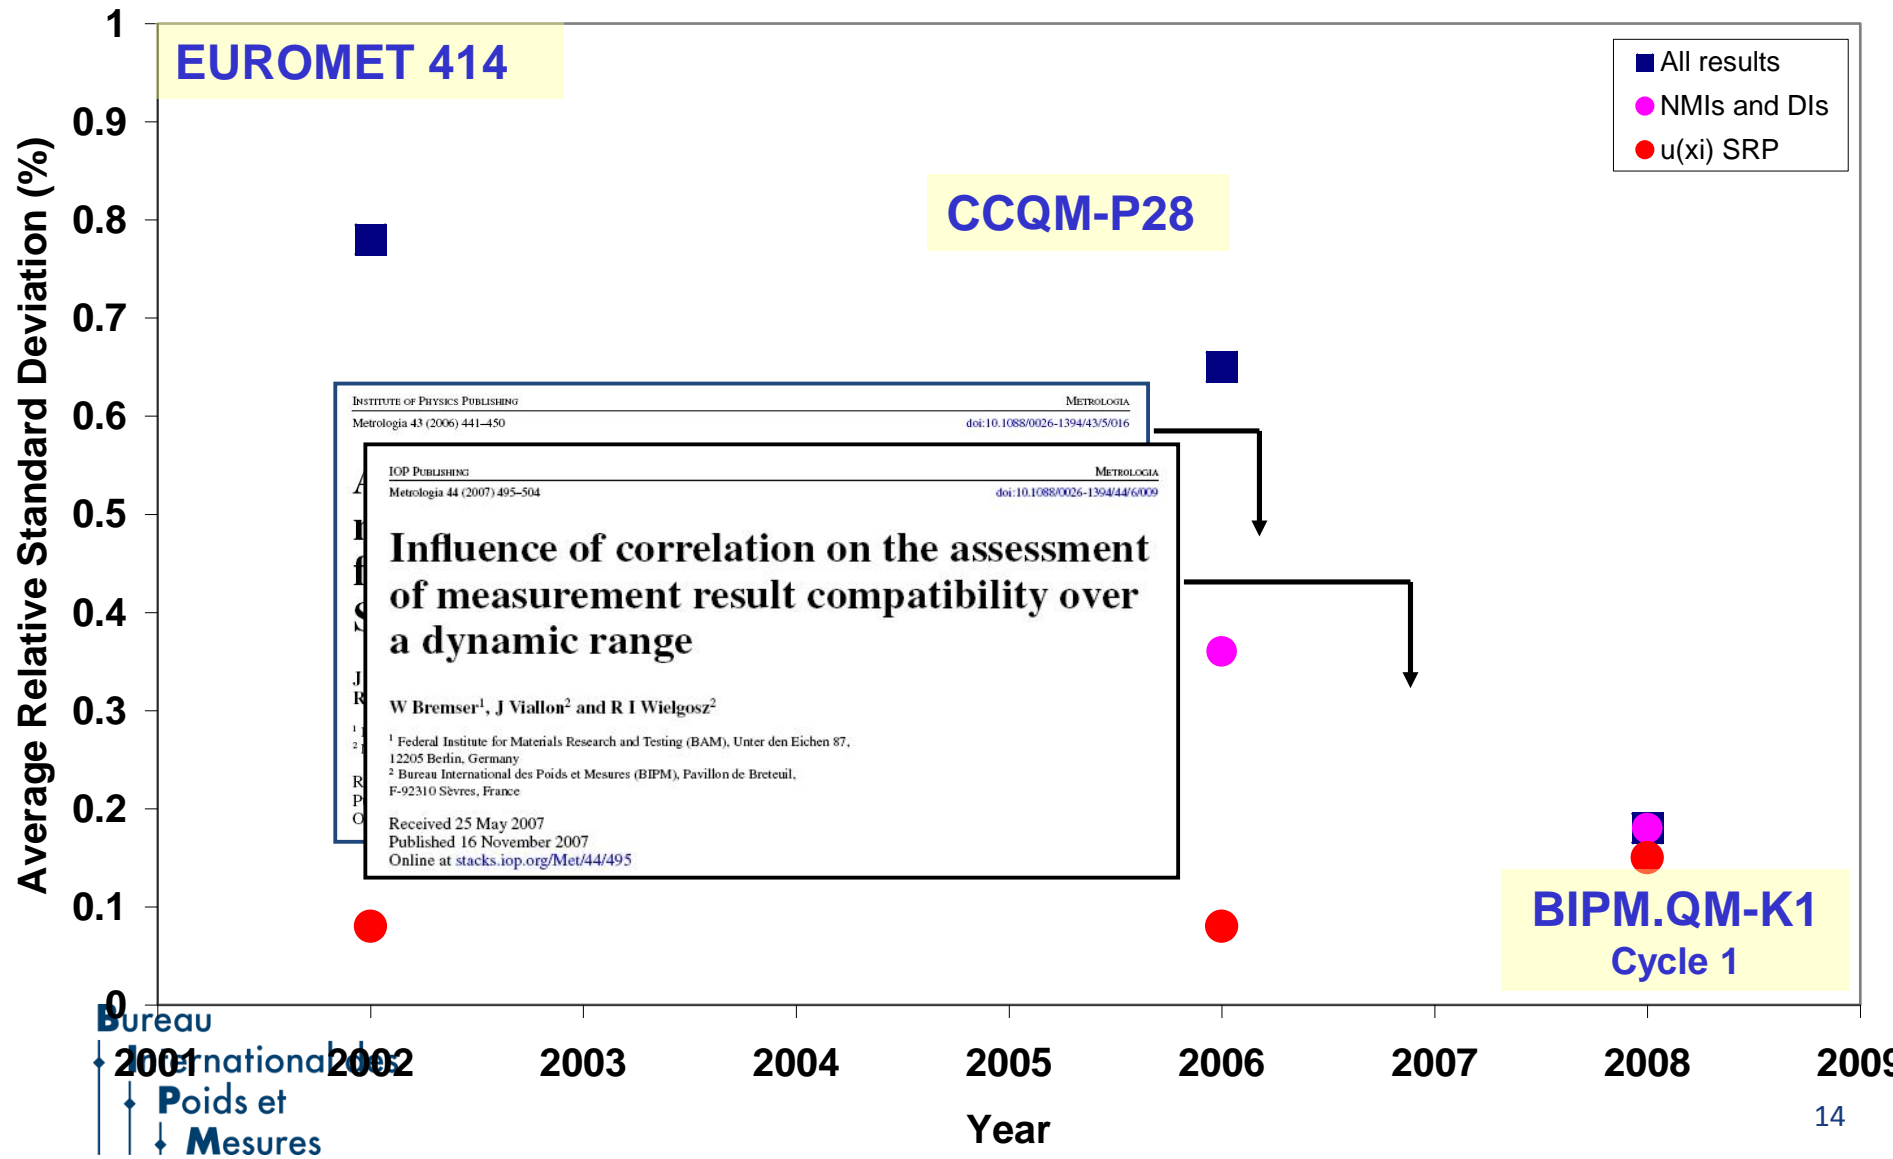 EUROMET 414
All results
NMIs and DIs
u(xi) SRP
CCQM-P28
BIPM.QM-K1
Cycle 1
Average Relative Standard Deviation (%)
1
0.9
0.8
0.7
0.6
0.5
0.4
0.3
0.2
0.1
0
INSTITUTE OF PHYSICS PUBLISHING METROLOGIA
Metrologia 43 (2006) 441–450 doi:10.1088/0026-1394/43/5/016
IOP PUBLISHING METROLOGIA
Metrologia 44 (2007) 495–504 doi:10.1088/0026-1394/44/6/009
Influence of correlation on the assessment
of measurement result compatibility over
a dynamic range
W Bremser1, J Viallon2 and R I Wielgosz2
1 Federal Institute for Materials Research and Testing (BAM), Unter den Eichen 87,
12205 Berlin, Germany
2 Bureau International des Poids et Mesures (BIPM), Pavillon de Breteuil,
F-92310 Sèvres, France
Received 25 May 2007
Published 16 November 2007
Online at stacks.iop.org/Met/44/495
2001 2002 2003 2004 2005 2006 2007 2008 2009
Year
Bureau
International des
Poids et
Mesures
14